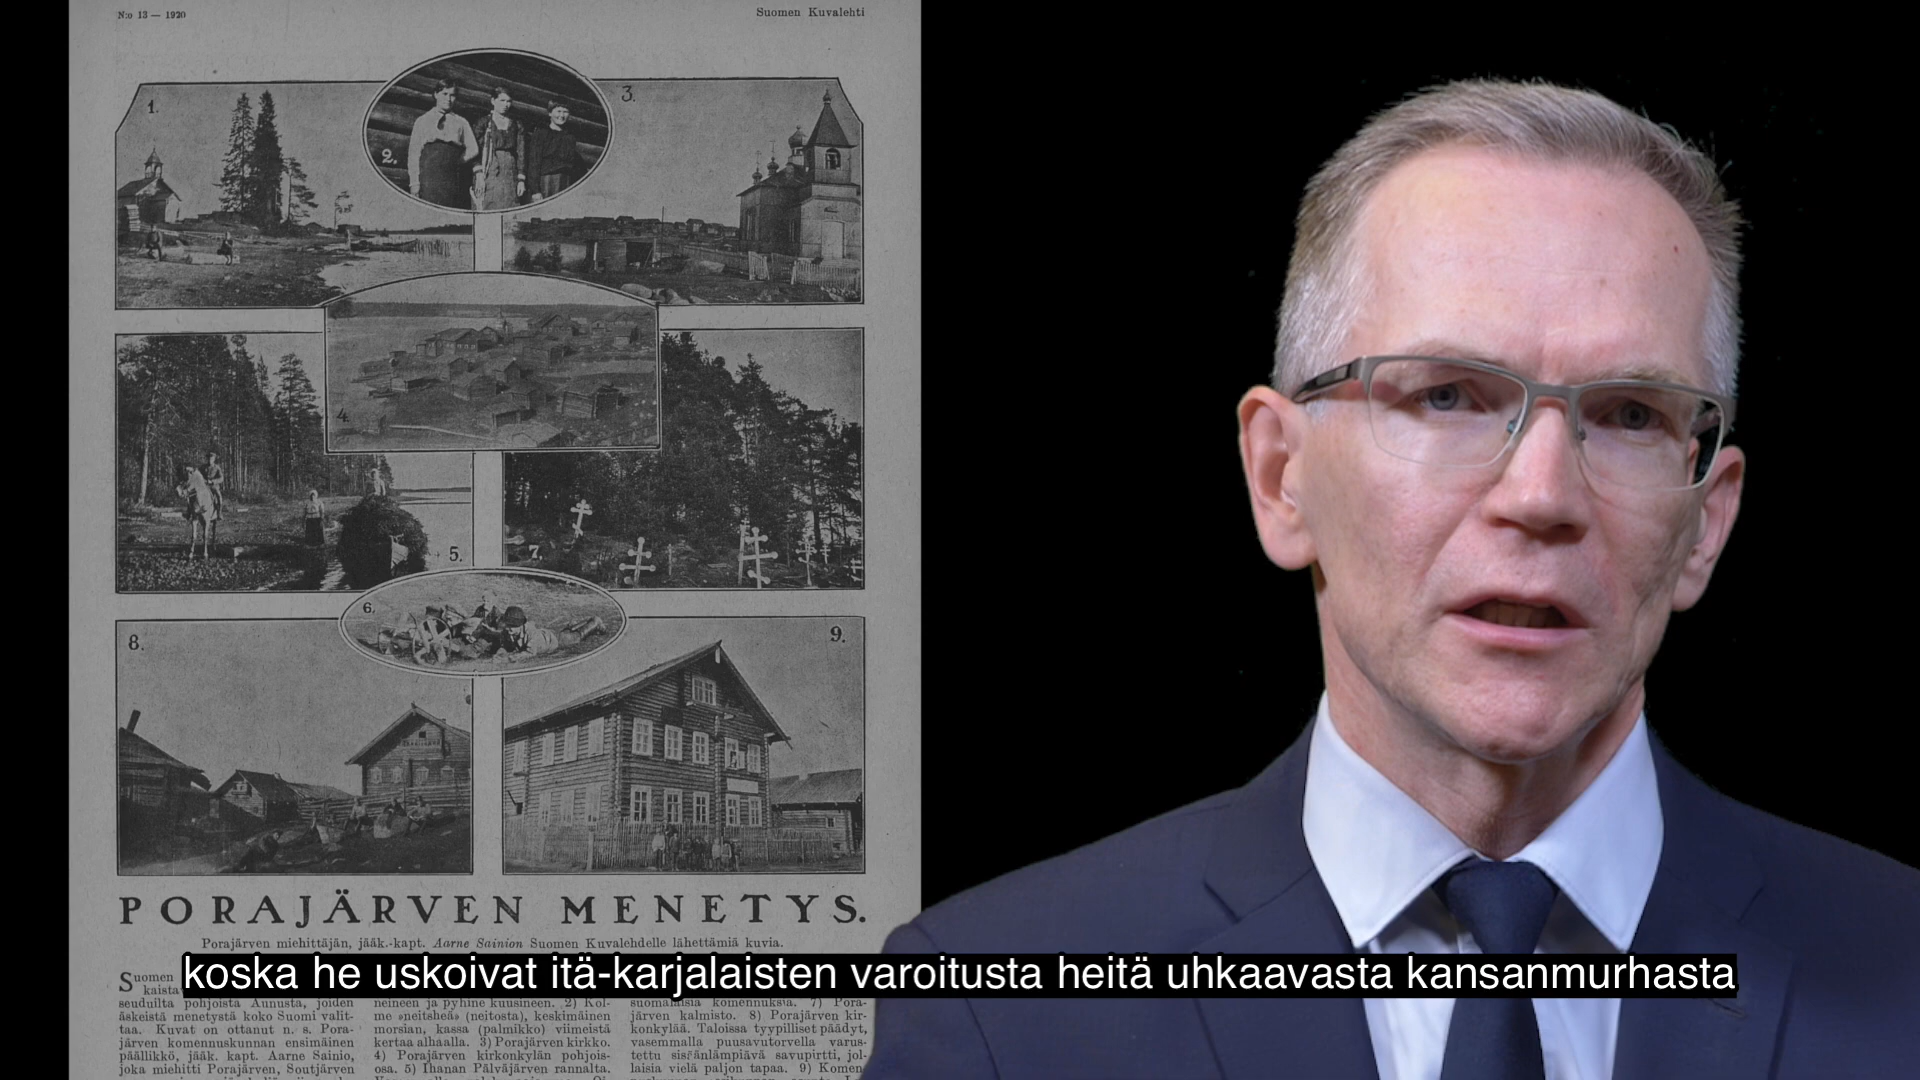 N:o 13 — 1920
Suomen Kuvalehti
1.
2.
3.
4.
5.
7.
6.
8.
9.
PORAJÄRVEN MENETYS.
Porajärven miehittäjän, jääk.-kapt. Aarne Sainion Suomen Kuvalehdelle lähettämiä kuvia.
koska he uskoivat itä-karjalaisten varoitusta heitä uhkaavasta kansanmurhasta
Suomen
kaista
seuduilta pohjoista Aunusta, joiden
äskeistä menetystä koko Suomi valit-
taa. Kuvat on ottanut n. s. Pora-
järven komennuskunnan ensimäinen
päällikkö, jääk. kapt. Aarne Sainio,
joka miehitti Porajärven, Soutjärven
neineen ja pyhine kuusineen. 2) Kol-
me »neitsheä» (neitosta), keskimäinen
morsian, kassa (palmikko) viimeistä
kertaa alhaalla. 3) Porajärven kirkko.
4) Porajärven kirkonkylän pohjois-
osa. 5) Ihanan Pälväjärven rannalta.
suomalaisia komennuksia. 7) Pora-
järven kalmisto. 8) Porajärven kir-
konkylää. Taloissa tyypilliset päädyt,
vasemmalla puusavutorvella varus-
tettu sisäänlämpiävä savupirtti, jol-
laisia vielä paljon tapaa. 9) Komen